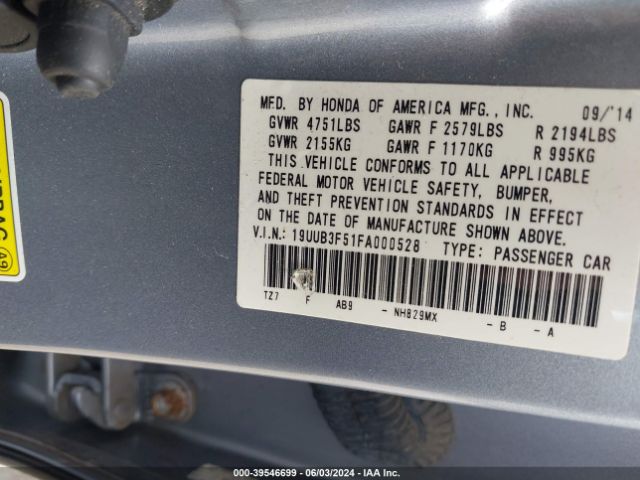 MFD. BY HONDA OF AMERICA MFG., INC. 09/'14
GVWR 4751LBS GAWR F 2579LBS R 2194LBS
GVWR 2155KG GAWR F 1170KG R 995KG
THIS VEHICLE CONFORMS TO ALL APPLICABLE
FEDERAL MOTOR VEHICLE SAFETY, BUMPER,
AND THEFT PREVENTION STANDARDS IN EFFECT
ON THE DATE OF MANUFACTURE SHOWN ABOVE.
V.I.N.: 19UUB3F51FA000528 TYPE: PASSENGER CAR
TZ7 F AB9 - NH829MX - B - A
A9
000-39546699 - 06/03/2024 - IAA Inc.